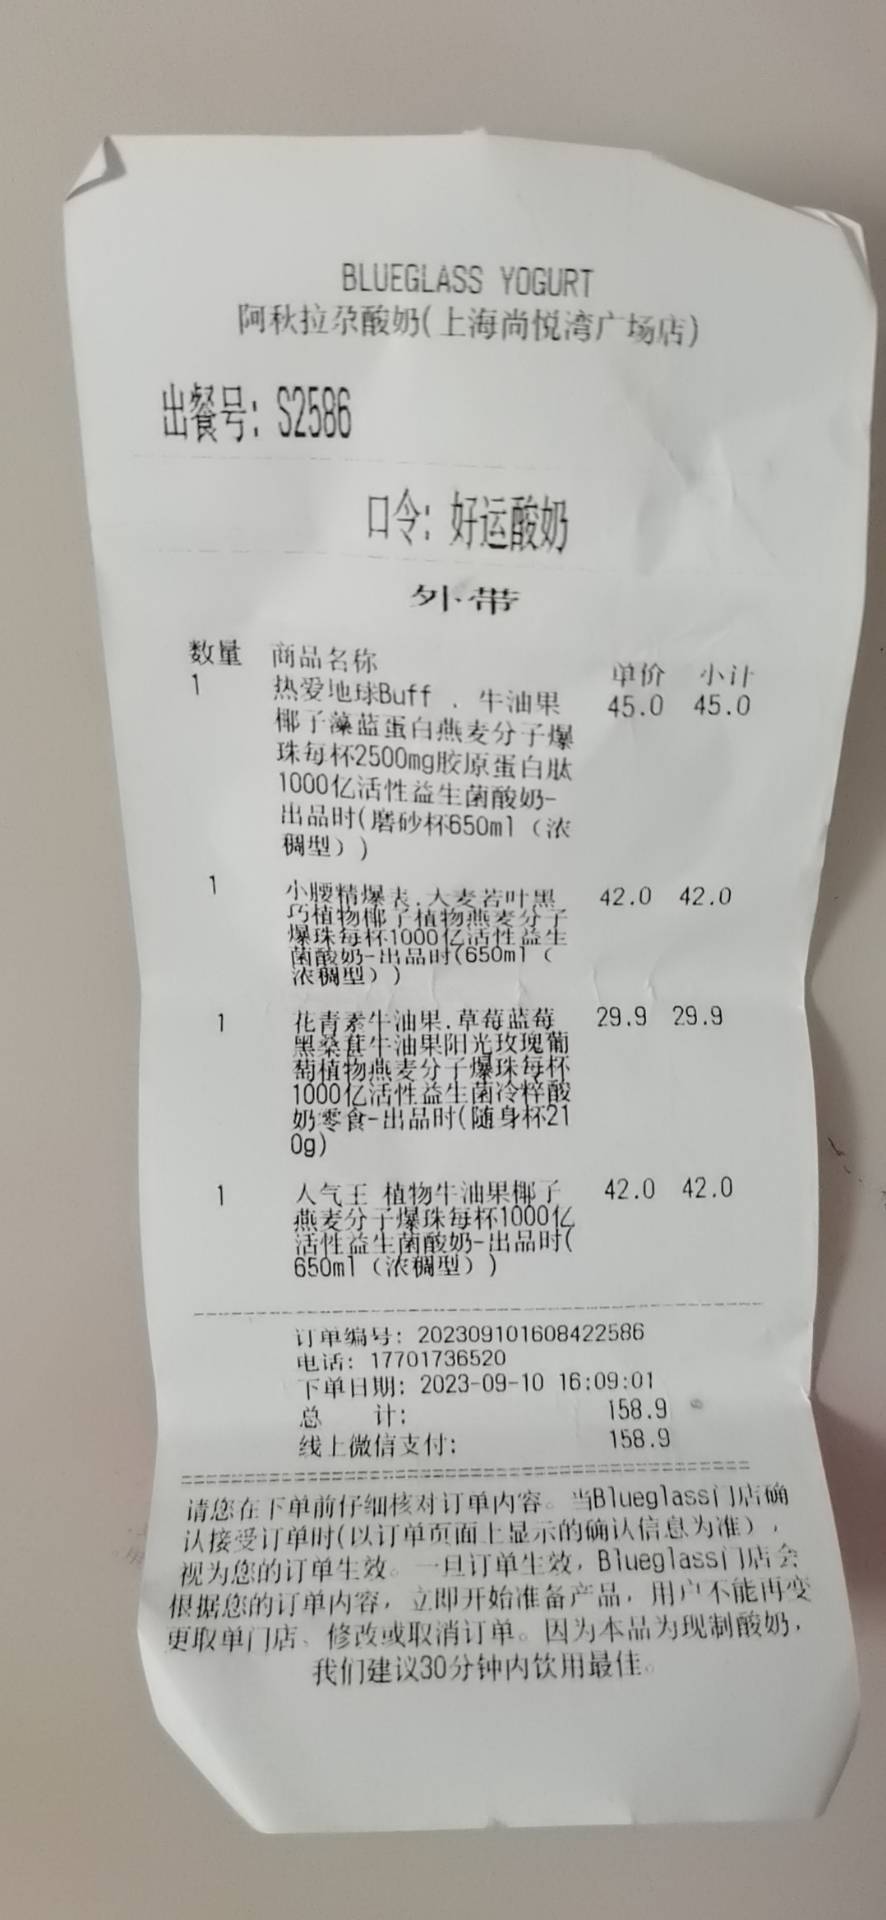 BLUEGLASS YOGURT
阿秋拉尕酸奶(上海尚悦湾广场店)
出餐号: S2586
口令: 好运酸奶
外带
数量 商品名称 单价 小计
1 热爱地球Buff . 牛油果 45.0 45.0
椰子藻蓝蛋白燕麦分子爆
珠每杯2500mg胶原蛋白肽
1000亿活性益生菌酸奶-
出品时(磨砂杯650ml（浓
稠型）)
1 小腰精爆表.大麦若叶黑 42.0 42.0
巧植物椰子植物燕麦分子
爆珠每杯1000亿活性益生
菌酸奶-出品时(650ml（
浓稠型）)
1 花青素牛油果.草莓蓝莓 29.9 29.9
黑桑葚牛油果阳光玫瑰葡
萄植物燕麦分子爆珠每杯
1000亿活性益生菌冷粹酸
奶零食-出品时(随身杯21
0g)
1 人气王 植物牛油果椰子 42.0 42.0
燕麦分子爆珠每杯1000亿
活性益生菌酸奶-出品时(
650ml（浓稠型）)
订单编号: 202309101608422586
电话: 17701736520
下单日期: 2023-09-10 16:09:01
总 计: 158.9
线上微信支付: 158.9
请您在下单前仔细核对订单内容。当Blueglass门店确
认接受订单时(以订单页面上显示的确认信息为准)，
视为您的订单生效。一旦订单生效，Blueglass门店会
根据您的订单内容，立即开始准备产品，用户不能再变
更取单门店、修改或取消订单。因为本品为现制酸奶，
我们建议30分钟内饮用最佳。